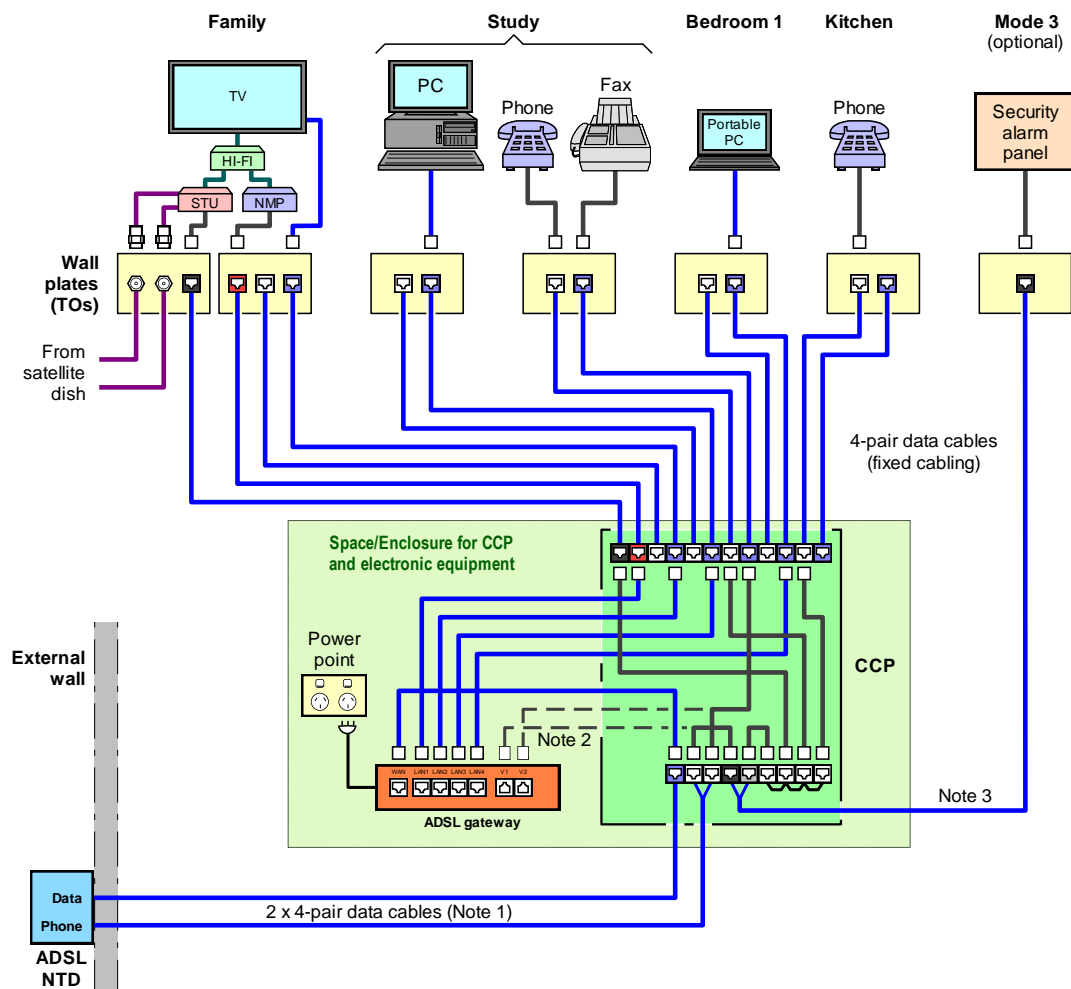 Family
Study
Bedroom 1
Kitchen
Mode 3
(optional)
TV
PC
Phone
Fax
Portable
PC
Phone
Security
alarm
panel
HI-FI
STU
NMP
Wall
plates
(TOs)
From
satellite
dish
4-pair data cables
(fixed cabling)
Space/Enclosure for CCP
and electronic equipment
External
wall
Power
point
CCP
Note 2
WAN
LAN1
LAN2
LAN3
LAN4
V1
V2
ADSL gateway
Note 3
Data
Phone
2 x 4-pair data cables (Note 1)
ADSL
NTD